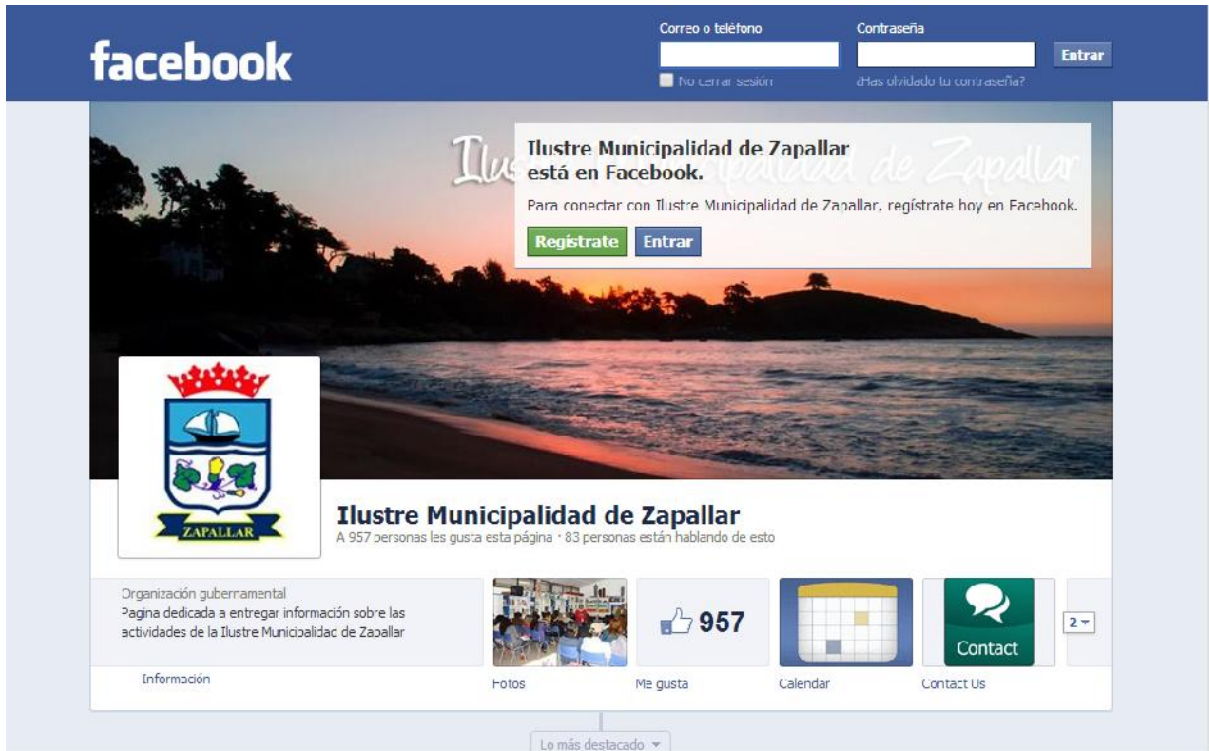 facebook
Correo o teléfono
Contraseña
Entrar
No cerrar sesión
¿Has olvidado tu contraseña?
Ilustre Municipalidad de Zapallar
Ilustre Municipalidad de Zapallar
está en Facebook.
Para conectar con Ilustre Municipalidad de Zapallar, regístrate hoy en Facebook.
Regístrate
Entrar
ZAPALLAR
Ilustre Municipalidad de Zapallar
A 957 personas les gusta esta página · 83 personas están hablando de esto
Organización gubernamental
Pagina dedicada a entregar información sobre las
actividades de la Ilustre Municipalidad de Zapallar
Información
957
Contact
2
Fotos
Me gusta
Calendar
Contact Us
Lo más destacado